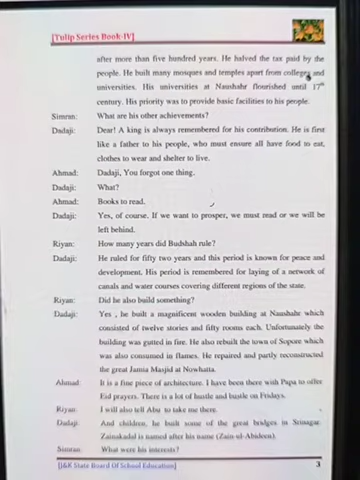 [Tulip Series Book-IV]
after more than five hundred years. He halved the tax paid by the
people. He built many mosques and temples apart from colleges and
universities. His universities at Naushahr flourished until 17th
century. His priority was to provide basic facilities to his people.
Simran: What are his other achievements?
Dadaji: Dear! A king is always remembered for his contribution. He is first
like a father to his people, who must ensure all have food to eat,
clothes to wear and shelter to live.
Ahmad: Dadaji, You forgot one thing.
Dadaji: What?
Ahmad: Books to read.
Dadaji: Yes, of course. If we want to prosper, we must read or we will be
left behind.
Riyan: How many years did Budshah rule?
Dadaji: He ruled for fifty two years and this period is known for peace and
development. His period is remembered for laying of a network of
canals and water courses covering different regions of the state.
Riyan: Did he also build something?
Dadaji: Yes , he built a magnificent wooden building at Naushahr which
consisted of twelve stories and fifty rooms each. Unfortunately the
building was gutted in fire. He also rebuilt the town of Sopore which
was also consumed in flames. He repaired and partly reconstructed
the great Jamia Masjid at Nowhatta.
Ahmad: It is a fine piece of architecture. I have been there with Papa to offer
Eid prayers. There is a lot of hustle and bustle on Fridays.
Riyan: I will also tell Abu to take me there.
Dadaji: And children, he built some of the great bridges in Srinagar.
Zainakadal is named after his name (Zain-ul-Abideen).
Simran: What were his interests?
[J&K State Board Of School Education] 3